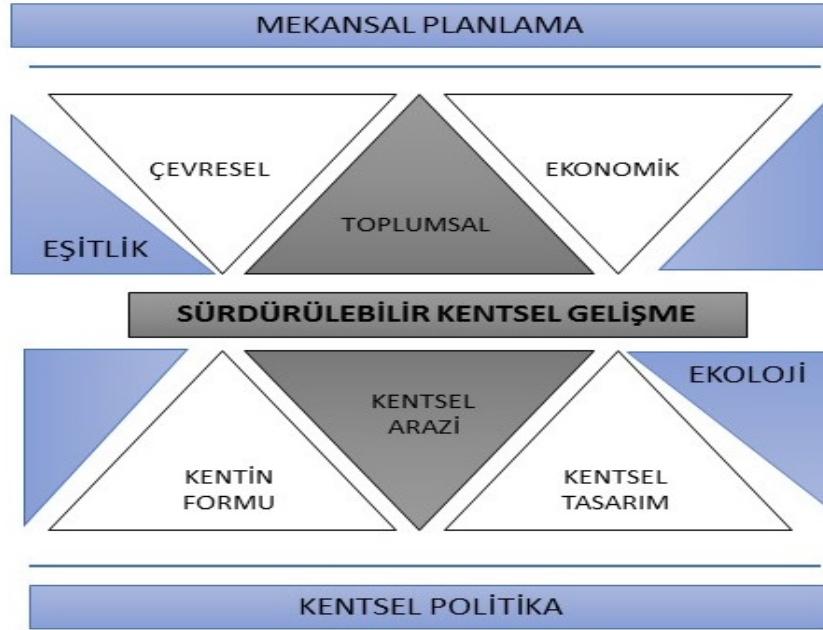 MEKANSAL PLANLAMA
ÇEVRESEL
EKONOMİK
TOPLUMSAL
EŞİTLİK
SÜRDÜRÜLEBİLİR KENTSEL GELİŞME
EKOLOJİ
KENTSEL
ARAZİ
KENTİN
FORMU
KENTSEL
TASARIM
KENTSEL POLİTİKA